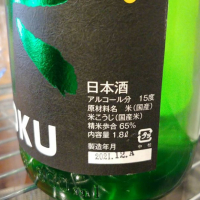 日本酒
アルコール分 15度
原材料名 米(国産)
米こうじ(国産米)
精米歩合 65%
内容量 1.8ℓ
製造年月
2021.12.A
OKU